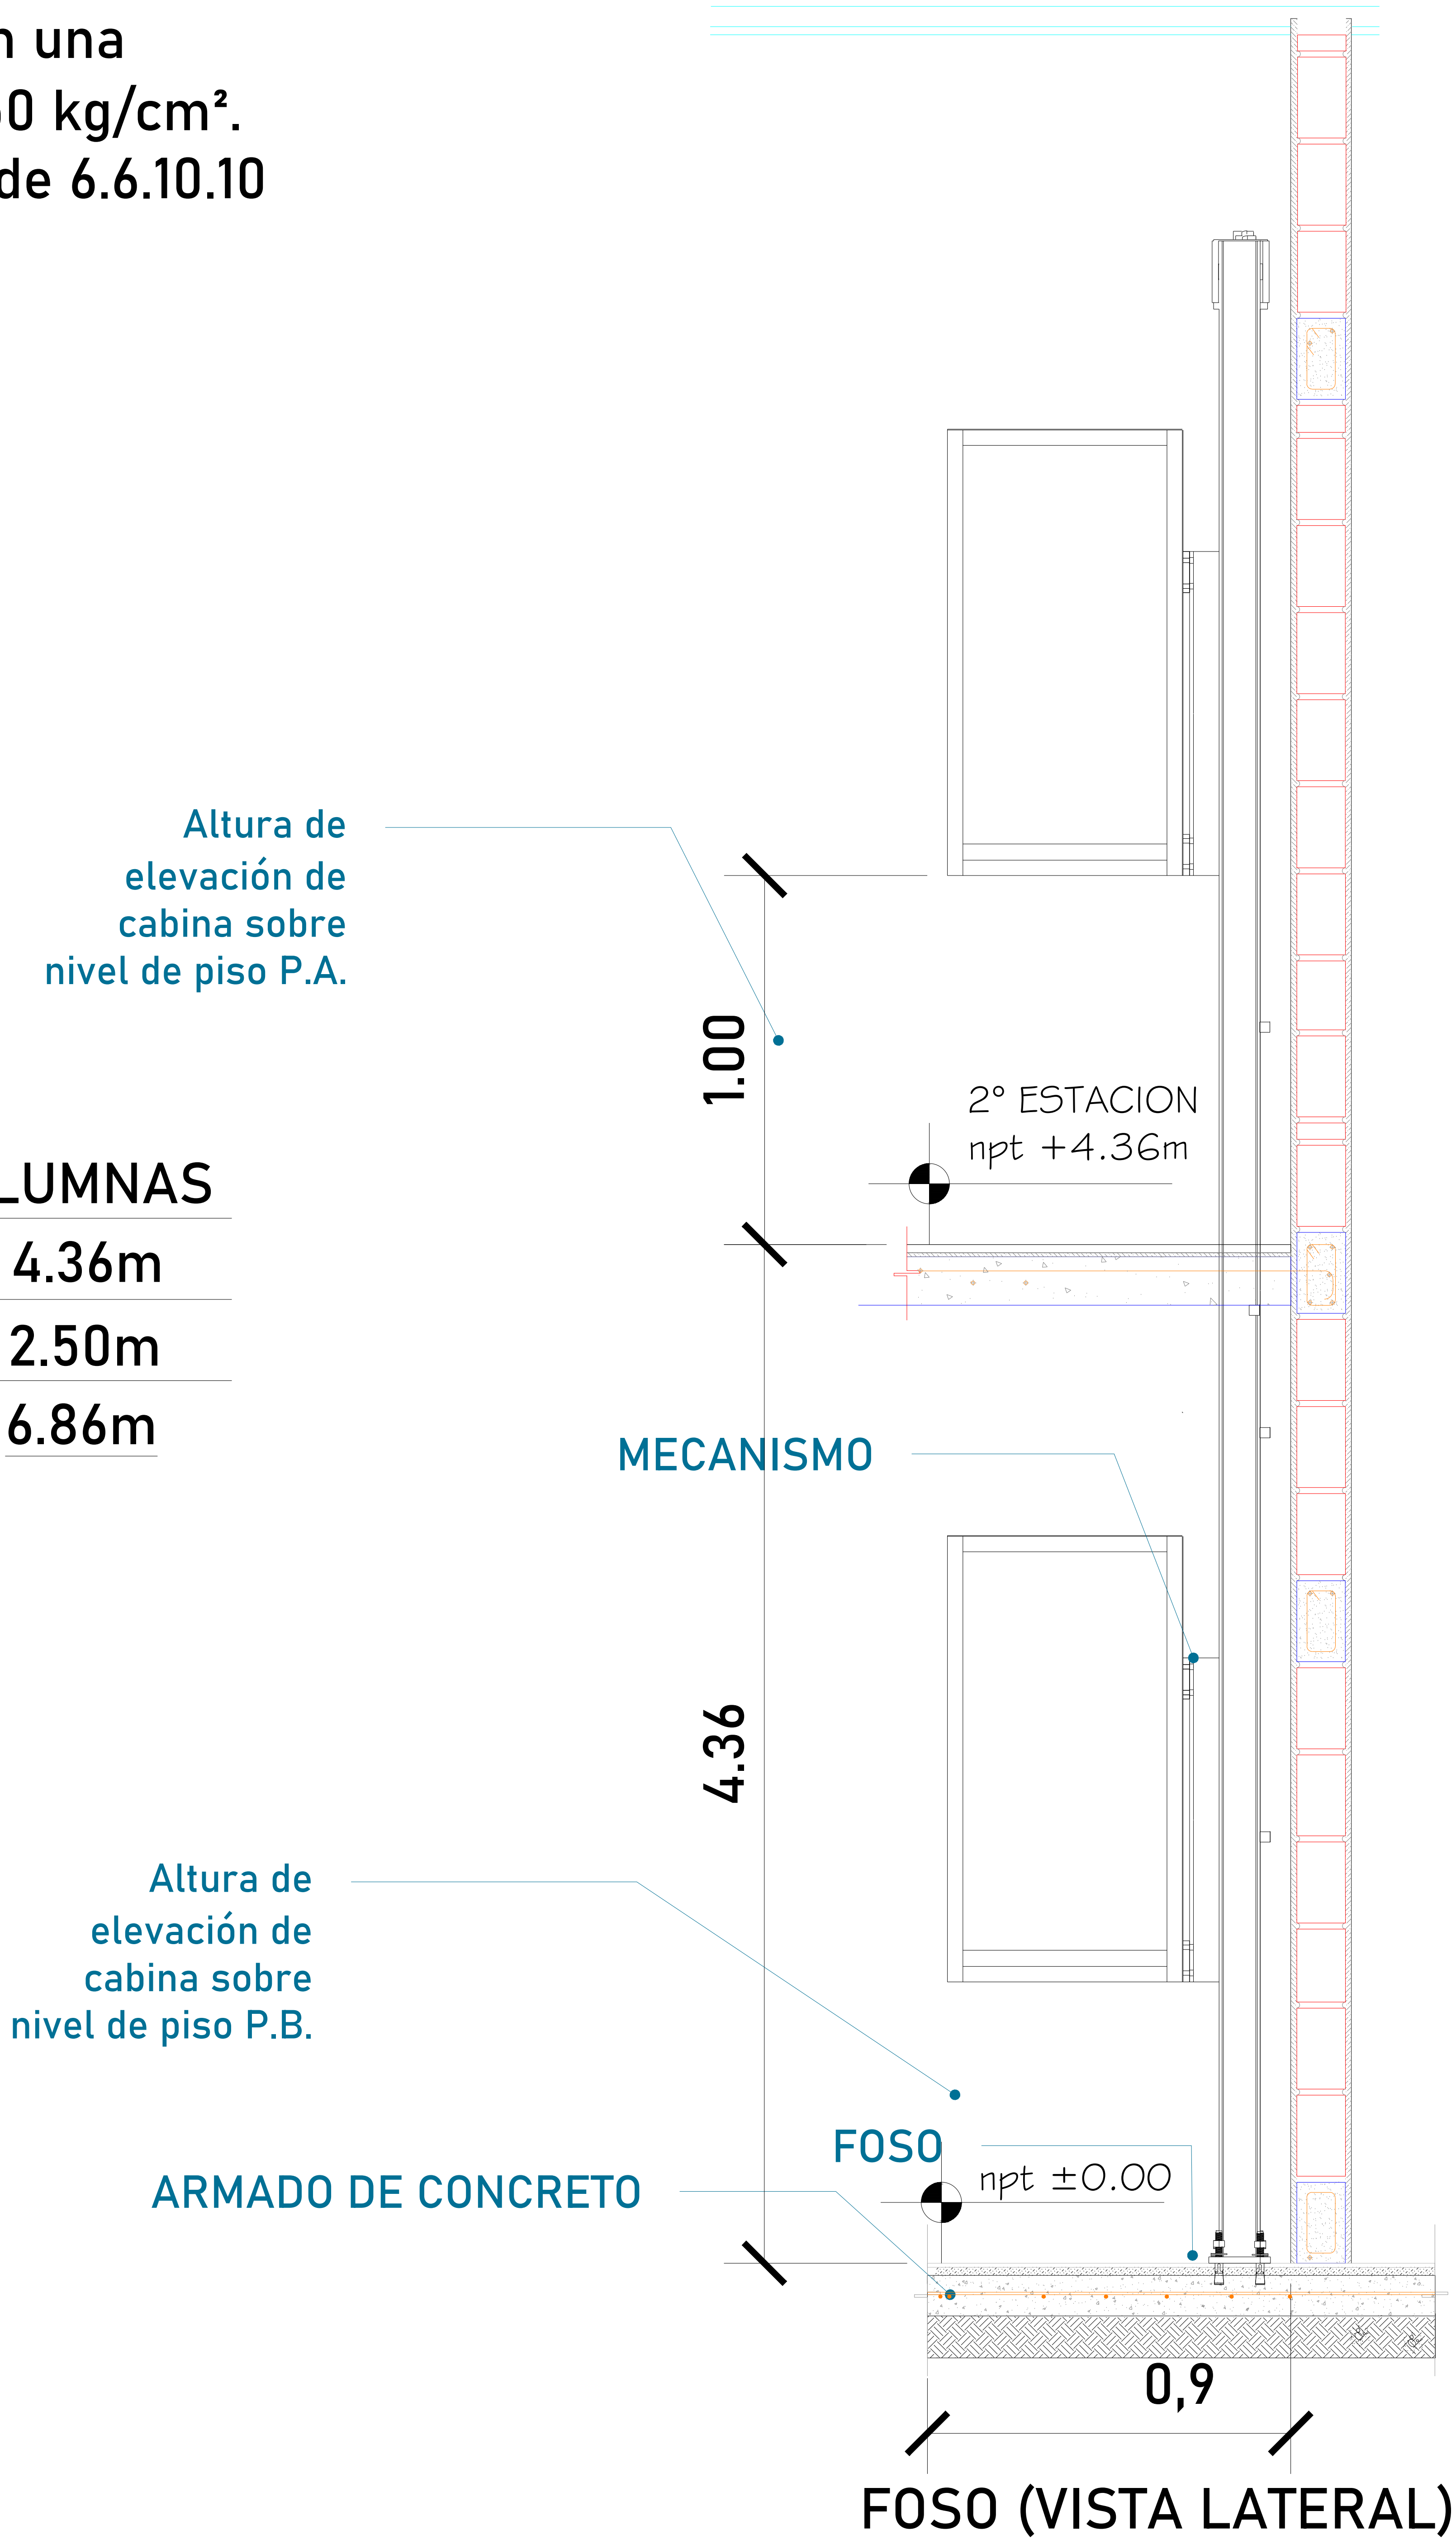 una
kg/cm².
de 6.6.10.10
Altura de
elevación de
cabina sobre
nivel de piso P.A.
1.00
2° ESTACION
npt +4.36m
4.36m
2.50m
6.86m
MECANISMO
4.36
Altura de
elevación de
cabina sobre
nivel de piso P.B.
FOSO
npt ±0.00
ARMADO DE CONCRETO
0,9
FOSO (VISTA LATERAL)